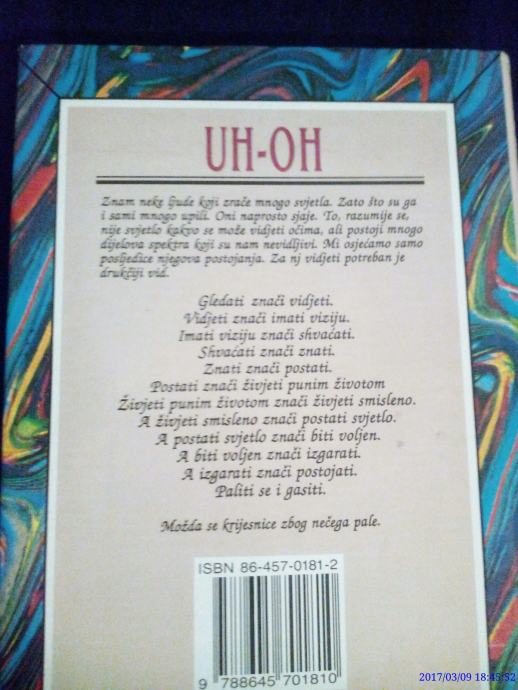 UH-OH
Znam neke ljude koji zrače mnogo svjetla. Zato što su ga
i sami mnogo upili. Oni naprosto sjaje. To, razumije se,
nije svjetlo kakvo se može vidjeti očima, ali postoji mnogo
dijelova spektra koji su nam nevidljivi. Mi osjećamo samo
posljedice njegova postojanja. Za nj vidjeti potreban je
drukčiji vid.
Gledati znači vidjeti.
Vidjeti znači imati viziju.
Imati viziju znači shvaćati.
Shvaćati znači znati.
Znati znači postati.
Postati znači živjeti punim životom
Živjeti punim životom znači živjeti smisleno.
A živjeti smisleno znači postati svjetlo.
A postati svjetlo znači biti voljen.
A biti voljen znači izgarati.
A izgarati znači postojati.
Paliti se i gasiti.
Možda se krijesnice zbog nečega pale.
ISBN 86-457-0181-2
9 788645 701810
2017/03/09 18:45:52